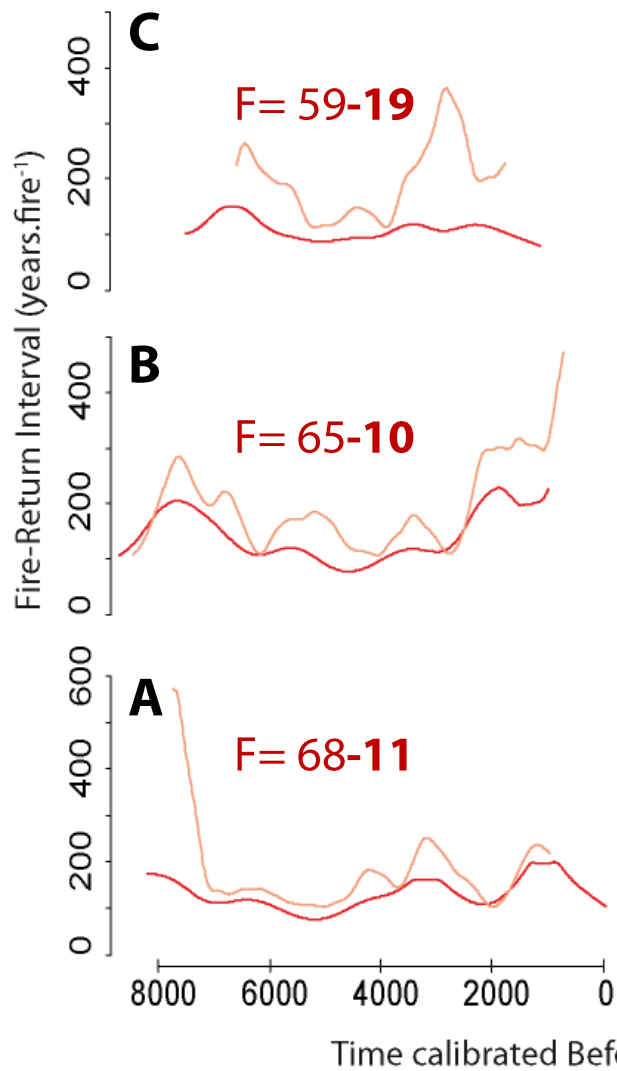 C
F= 59-19
400
200
0
Fire-Return Interval (years.fire⁻¹)
B
F= 65-10
400
200
0
A
F= 68-11
600
400
200
0
8000 6000 4000 2000 0
Time calibrated Befo